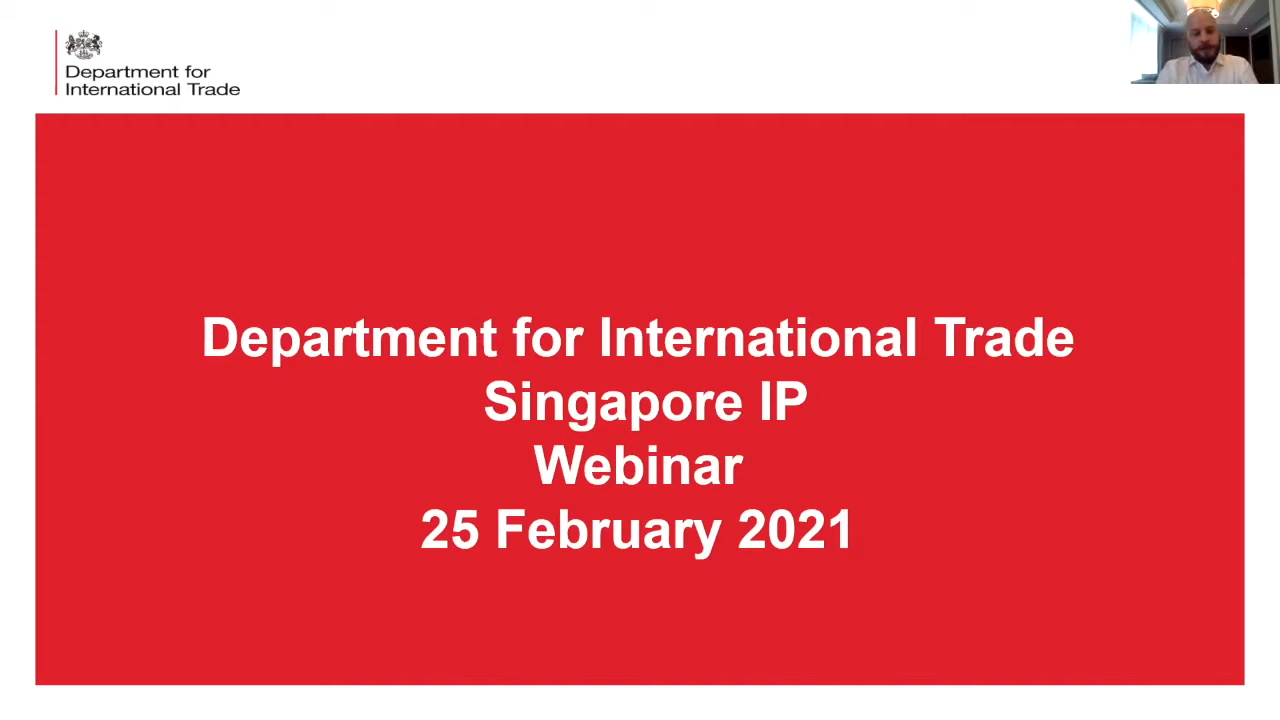 Department for
International Trade
Department for International Trade
Singapore IP
Webinar
25 February 2021